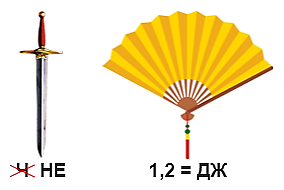 Ч НЕ 1,2 = ДЖ